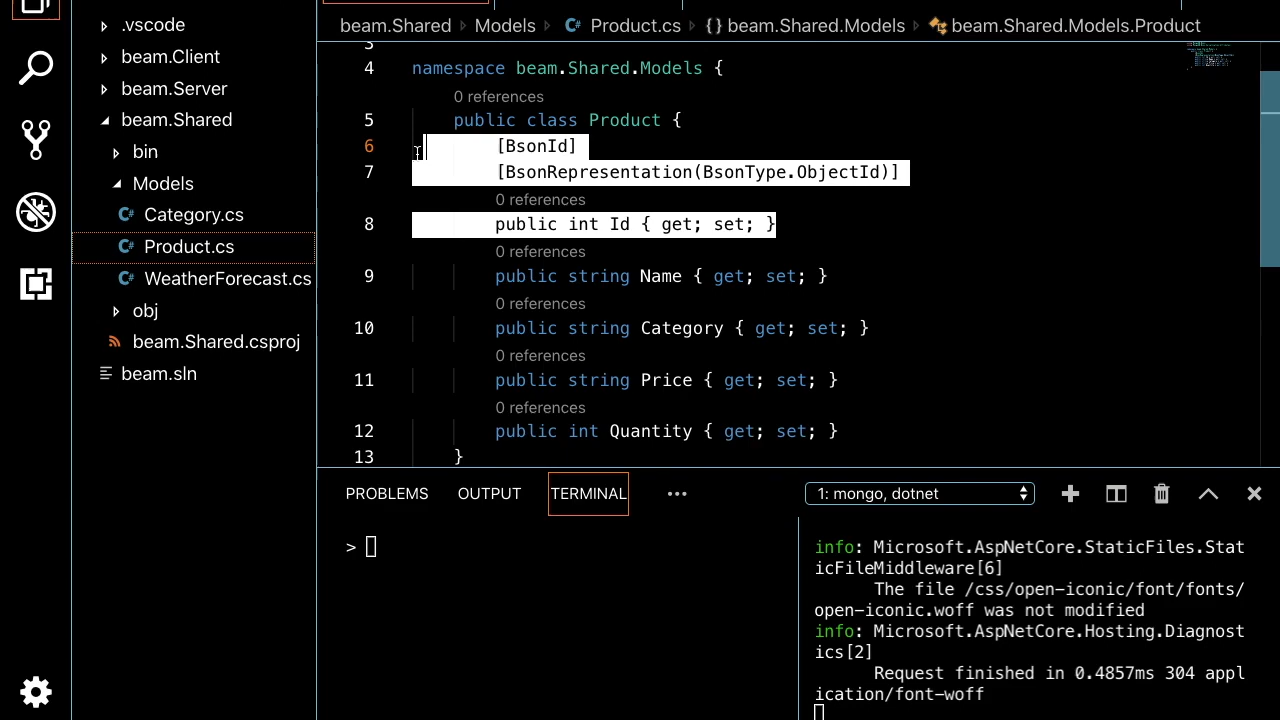 .vscode
beam.Client
beam.Server
beam.Shared
bin
Models
Category.cs
Product.cs
WeatherForecast.cs
obj
beam.Shared.csproj
beam.sln
beam.Shared Models C# Product.cs {} beam.Shared.Models beam.Shared.Models.Product
3
4 namespace beam.Shared.Models {
0 references
5 public class Product {
6 [BsonId]
7 [BsonRepresentation(BsonType.ObjectId)]
0 references
8 public int Id { get; set; }
0 references
9 public string Name { get; set; }
0 references
10 public string Category { get; set; }
0 references
11 public string Price { get; set; }
0 references
12 public int Quantity { get; set; }
13 }
PROBLEMS OUTPUT TERMINAL ... 1: mongo, dotnet
>
info: Microsoft.AspNetCore.StaticFiles.Stat
icFileMiddleware[6]
The file /css/open-iconic/font/fonts/
open-iconic.woff was not modified
info: Microsoft.AspNetCore.Hosting.Diagnost
ics[2]
Request finished in 0.4857ms 304 appl
ication/font-woff